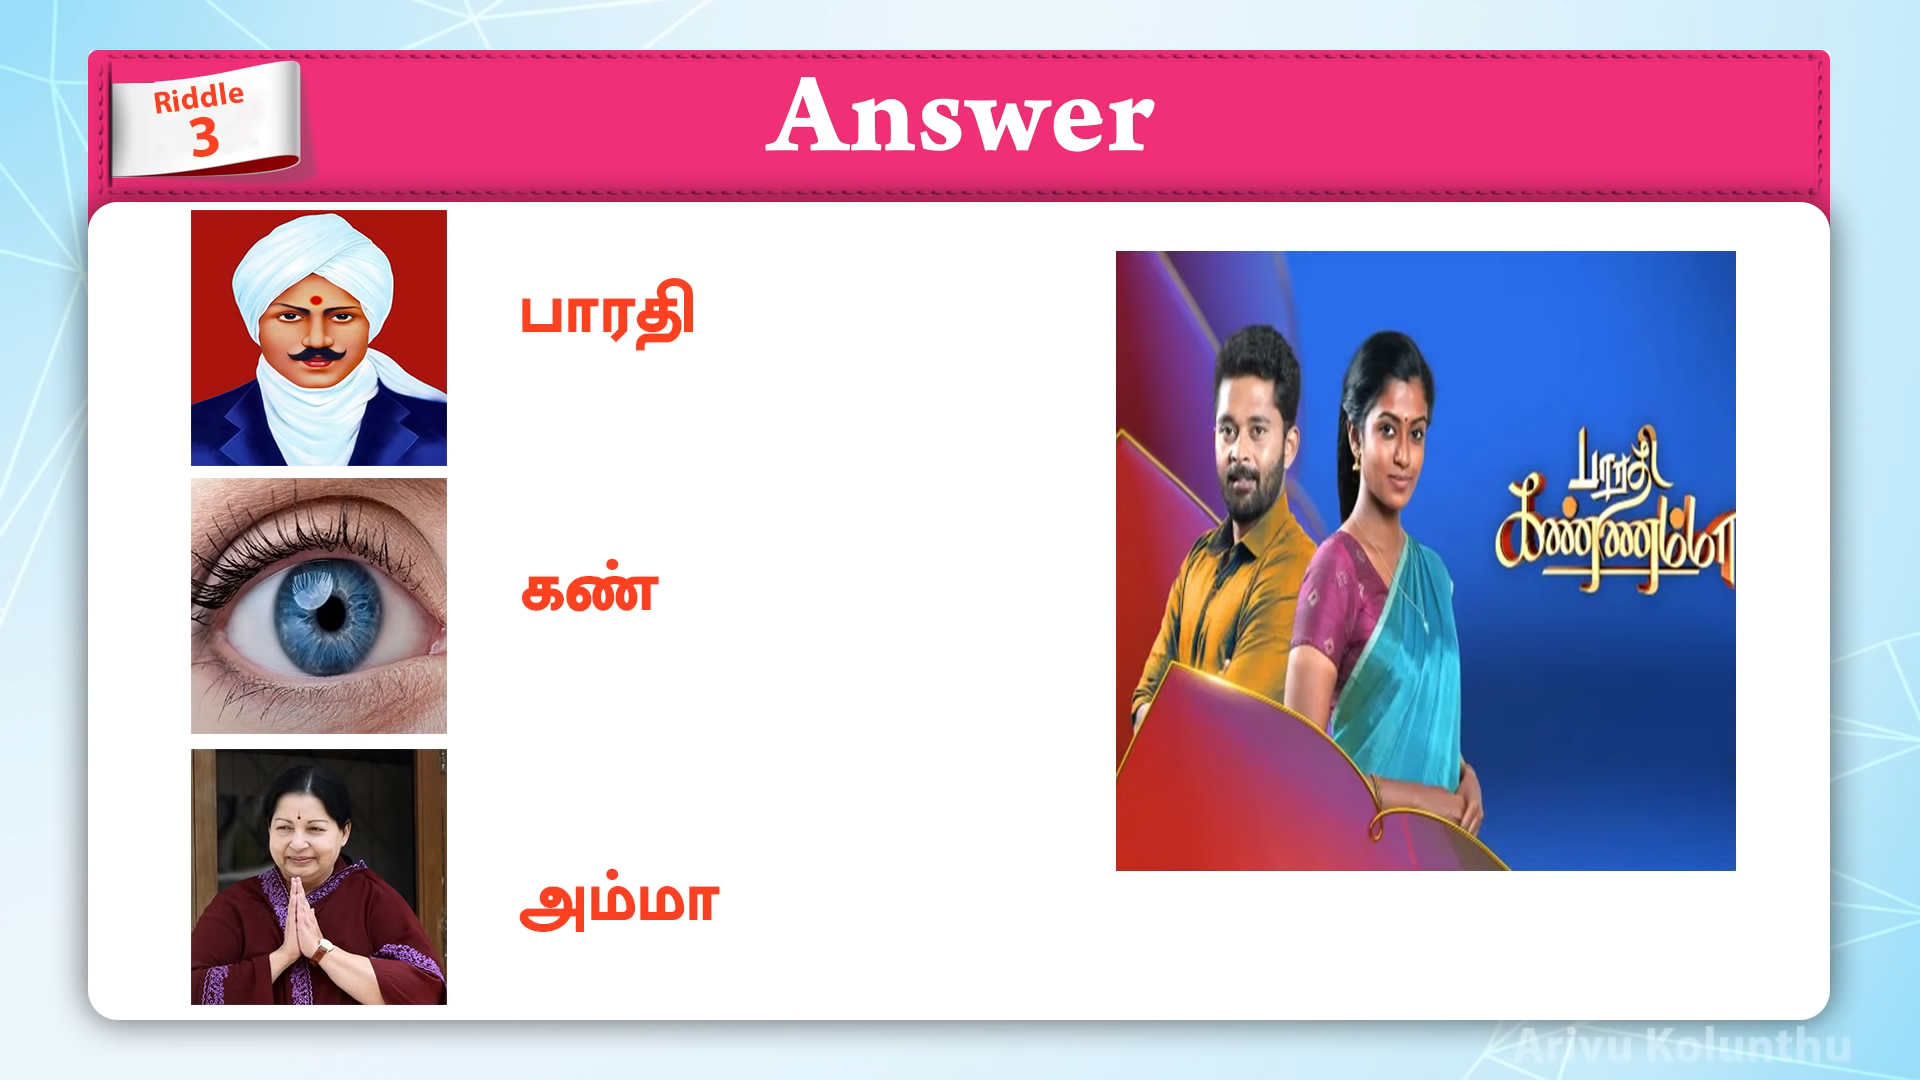 Riddle
3
Answer
பாரதி
கண்
அம்மா
பாரதி
கண்ணம்மா
Arivu Kolunthu